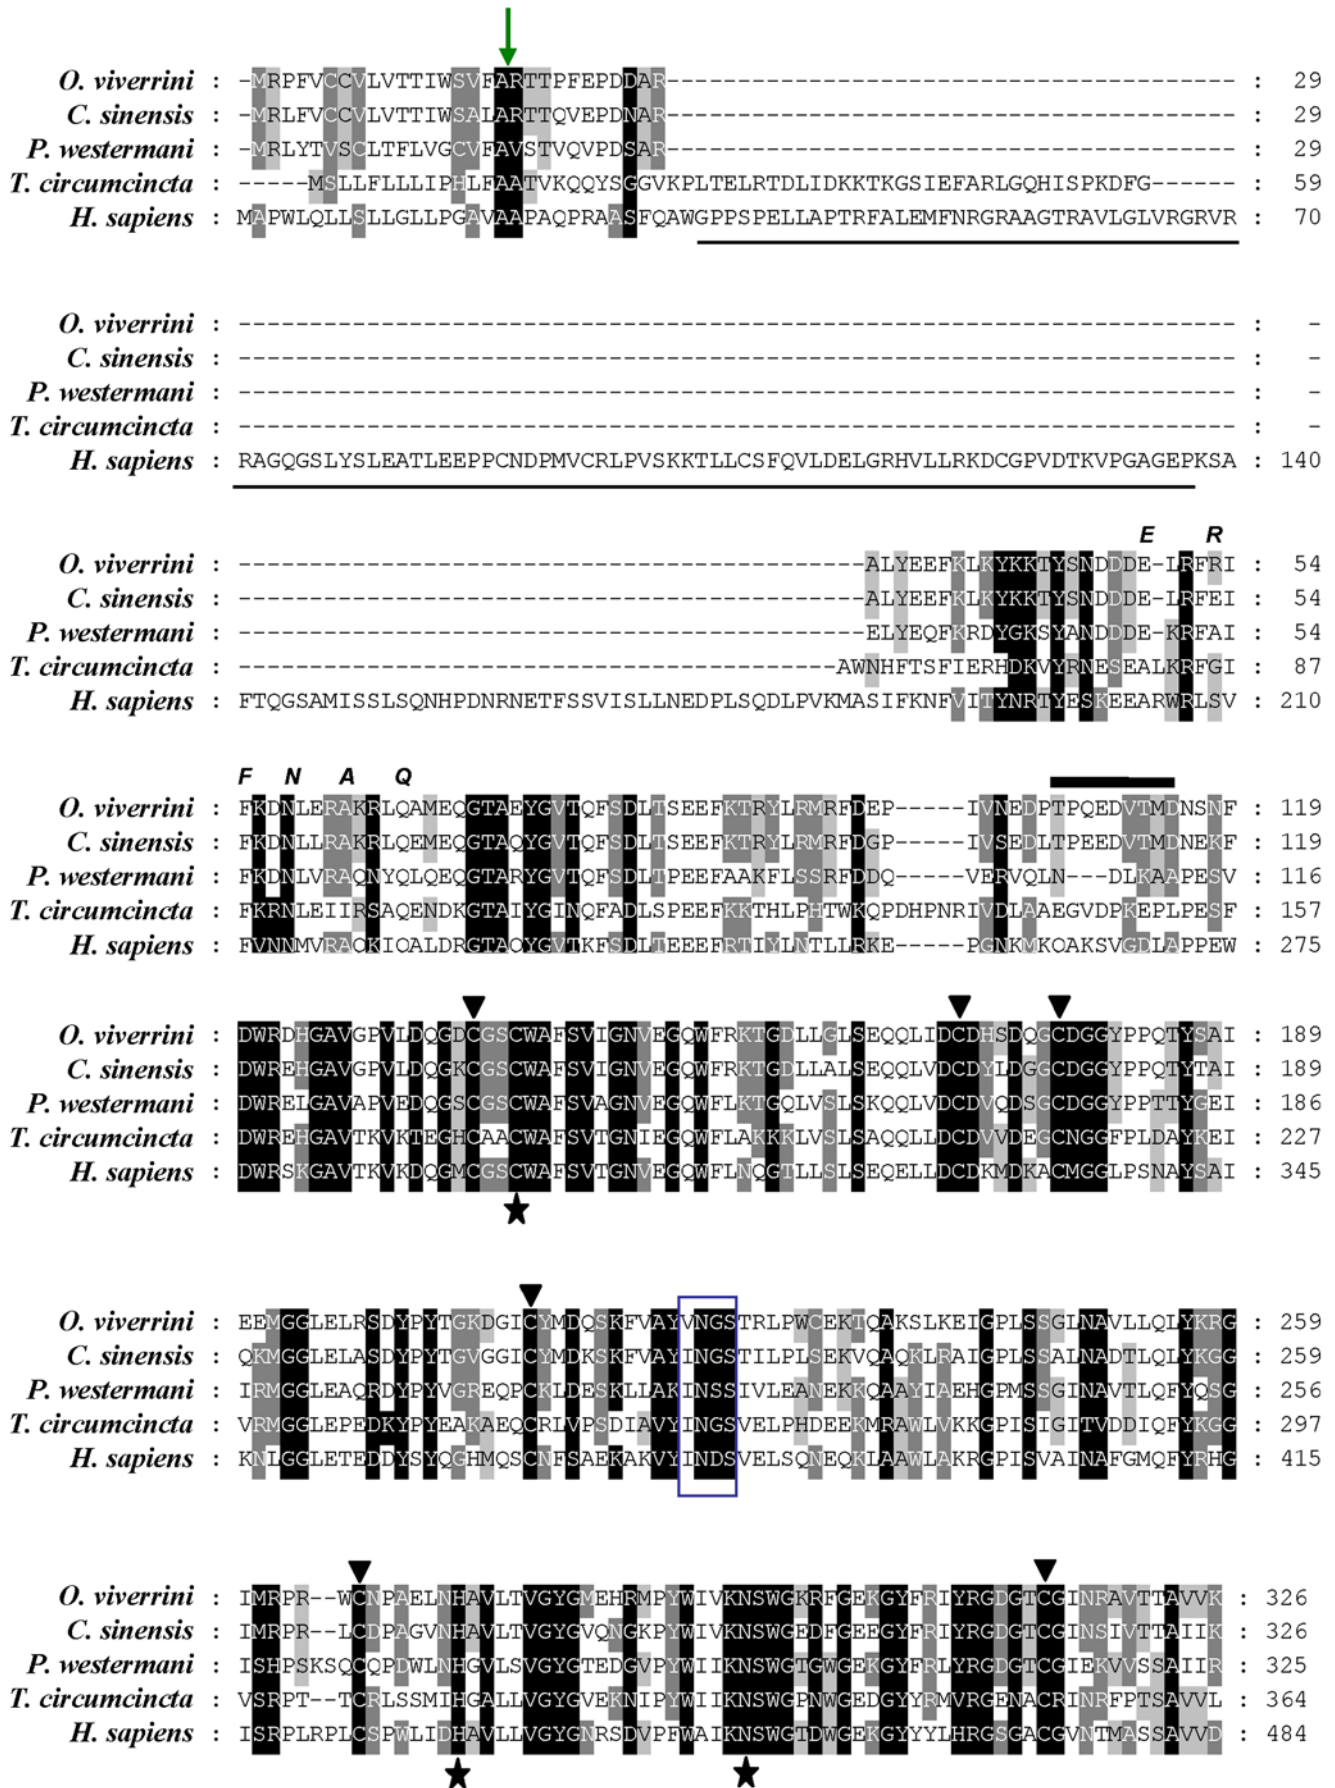 O. viverrini : -MRPFVCCVLVTTIWSVFARTTPFEPDDAR---------------------------------------- : 29
C. sinensis : -MRLFVCCVLVTTIWSALARTTQVEPDNAR---------------------------------------- : 29
P. westermani : -MRLYTVSCLTFLVGCVFAVSTVQVPDSAR---------------------------------------- : 29
T. circumcincta : -----MSLLFLLLIPHLFAATVKQQYSGGVKPLTELRTDLIDKKTKGSIEFARLGQHISPKDFG------ : 59
H. sapiens : MAPWLQLLSLLGLLPGAVAAPAQPRAASFQAWGPPSPELLAPTRFALEMFNRGRAAGTRAVLGLVRGRVR : 70
O. viverrini : ---------------------------------------------------------------------- : -
C. sinensis : ---------------------------------------------------------------------- : -
P. westermani : ---------------------------------------------------------------------- : -
T. circumcincta : ---------------------------------------------------------------------- : -
H. sapiens : RAGQGSLYSLEATLEEPPCNDPMVCRLPVSKKTLLCSFQVLDELGRHVLLRKDCGPVDTKVPGAGEPKSA : 140
E R
O. viverrini : --------------------------------------------ALYEEFKLKYKKTYSNDDDE-LRFRI : 54
C. sinensis : --------------------------------------------ALYEEFKLKYKKTYSNDDDE-LRFEI : 54
P. westermani : --------------------------------------------ELYEQFKRDYGKSYANDDDE-KRFAI : 54
T. circumcincta : ------------------------------------------AWNHFTSFIERHDKVYRNESEALKRFGI : 87
H. sapiens : FTQGSAMISSLSQNHPDNRNETFSSVISLLNEDPLSQDLPVKMASIFKNFVITYNRTYESKEEARWRLSV : 210
F N A Q
O. viverrini : FKDNLERAKRLQAMEQGTAEYGVTQFSDLTSEEFKTRYLRMRFDEP-----IVNEDPTPQEDVTMDNSNF : 119
C. sinensis : FKDNLLRAKRLQEMEQGTAQYGVTQFSDLTSEEFKTRYLRMRFDGP-----IVSEDLTPEEDVTMDNEKF : 119
P. westermani : FKDNLVRAQNYQLQEQGTARYGVTQFSDLTPEEFAAKFLSSRFDDQ-----VERVQLN---DLKAAPESV : 116
T. circumcincta : FKRNLEIIRSAQENDKGTAIYGINQFADLSPEEFKKTHLPHTWKQPDHPNRIVDLAAEGVDPKEPLPESF : 157
H. sapiens : FVNNMVRAQKIQALDRGTAQYGVTKFSDLTEEEFRTIYLNTLLRKE-----PGNKMKQAKSVGDLAPPEW : 275
O. viverrini : DWRDHGAVGPVLDQGDCGSCWAFSVIGNVEGQWFRKTGDLLGLSEQQLIDCDHSDQGCDGGYPPQTYSAI : 189
C. sinensis : DWREHGAVGPVLDQGKCGSCWAFSVIGNVEGQWFRKTGDLLALSEQQLVDCDYLDGGCDGGYPPQTYTAI : 189
P. westermani : DWRELGAVAPVEDQGSCGSCWAFSVAGNVEGQWFLKTGQLVSLSKQQLVDCDVQDSGCDGGYPPTTYGEI : 186
T. circumcincta : DWREHGAVTKVKTEGHCAACWAFSVTGNIEGQWFLAKKKLVSLSAQQLLDCDVVDEGCNGGFPLDAYKEI : 227
H. sapiens : DWRSKGAVTKVKDQGMCGSCWAFSVTGNVEGQWFLNQGTLLSLSEQELLDCDKMDKACMGGLPSNAYSAI : 345
O. viverrini : EEMGGLELRSDYPYTGKDGICYMDQSKFVAYVNGSTRLPWCEKTQAKSLKEIGPLSSGLNAVLLQLYKRG : 259
C. sinensis : QKMGGLELASDYPYTGVGGICYMDKSKFVAYINGSTILPLSEKVQAQKLRAIGPLSSALNADTLQLYKGG : 259
P. westermani : IRMGGLEAQRDYPYVGREQPCKLDESKLLAKINSSIVLEANEKKQAAYIAEHGPMSSGINAVTLQFYQSG : 256
T. circumcincta : VRMGGLEPEDKYPYEAKAEQCRLVPSDIAVYINGSVELPHDEEKMRAWLVKKGPISIGITVDDIQFYKGG : 297
H. sapiens : KNLGGLETEDDYSYQGHMQSCNFSAEKAKVYINDSVELSQNEQKLAAWLAKRGPISVAINAFGMQFYRHG : 415
O. viverrini : IMRPR--WCNPAELNHAVLTVGYGMEHRMPYWIVKNSWGKRFGEKGYFRIYRGDGTCGINRAVTTAVVK : 326
C. sinensis : IMRPR--LCDPAGVNHAVLTVGYGVQNGKPYWIVKNSWGEDFGEEGYFRIYRGDGTCGINSIVTTAIIK : 326
P. westermani : ISHPSKSQCQPDWLNHGVLSVGYGTEDGVPYWIIKNSWGTGWGEKGYFRLYRGDGTCGIEKVVSSAIIR : 325
T. circumcincta : VSRPT--TCRLSSMIHGALLVGYGVEKNIPYWIIKNSWGPNWGEDGYYRMVRGENACRINRFPTSAVVL : 364
H. sapiens : ISRPLRPLCSPWLIDHAVLLVGYGNRSDVPFWAIKNSWGTDWGEKGYYYLHRGSGACGVNTMASSAVVD : 484